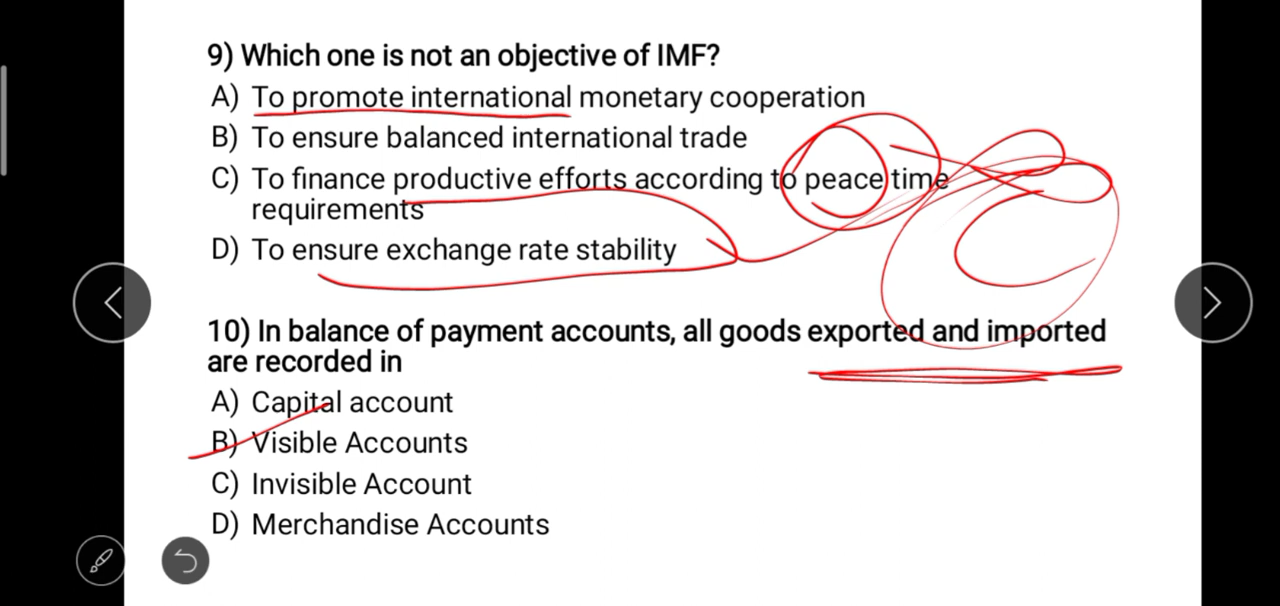 9) Which one is not an objective of IMF?
A) To promote international monetary cooperation
B) To ensure balanced international trade
C) To finance productive efforts according to peace time
requirements
D) To ensure exchange rate stability
10) In balance of payment accounts, all goods exported and imported
are recorded in
A) Capital account
B) Visible Accounts
C) Invisible Account
D) Merchandise Accounts